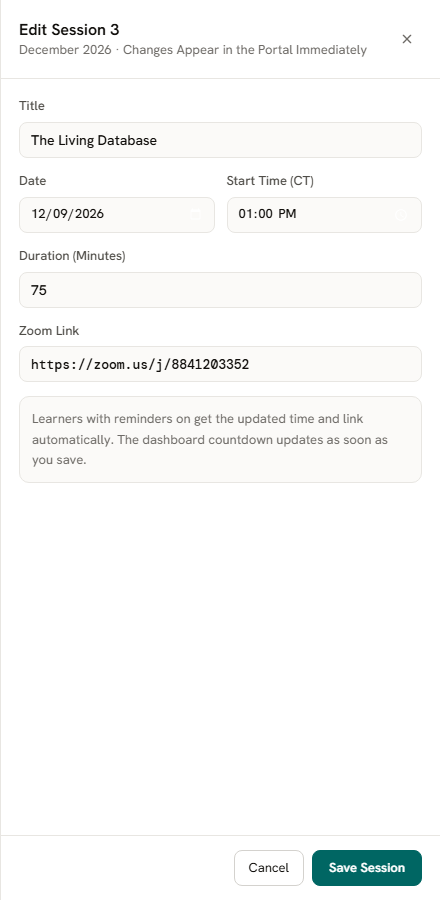 Edit Session 3
December 2026 · Changes Appear in the Portal Immediately
×
Title
The Living Database
Date
Start Time (CT)
12/09/2026
01:00 PM
Duration (Minutes)
75
Zoom Link
https://zoom.us/j/8841203352
Learners with reminders on get the updated time and link
automatically. The dashboard countdown updates as soon as
you save.
Cancel
Save Session